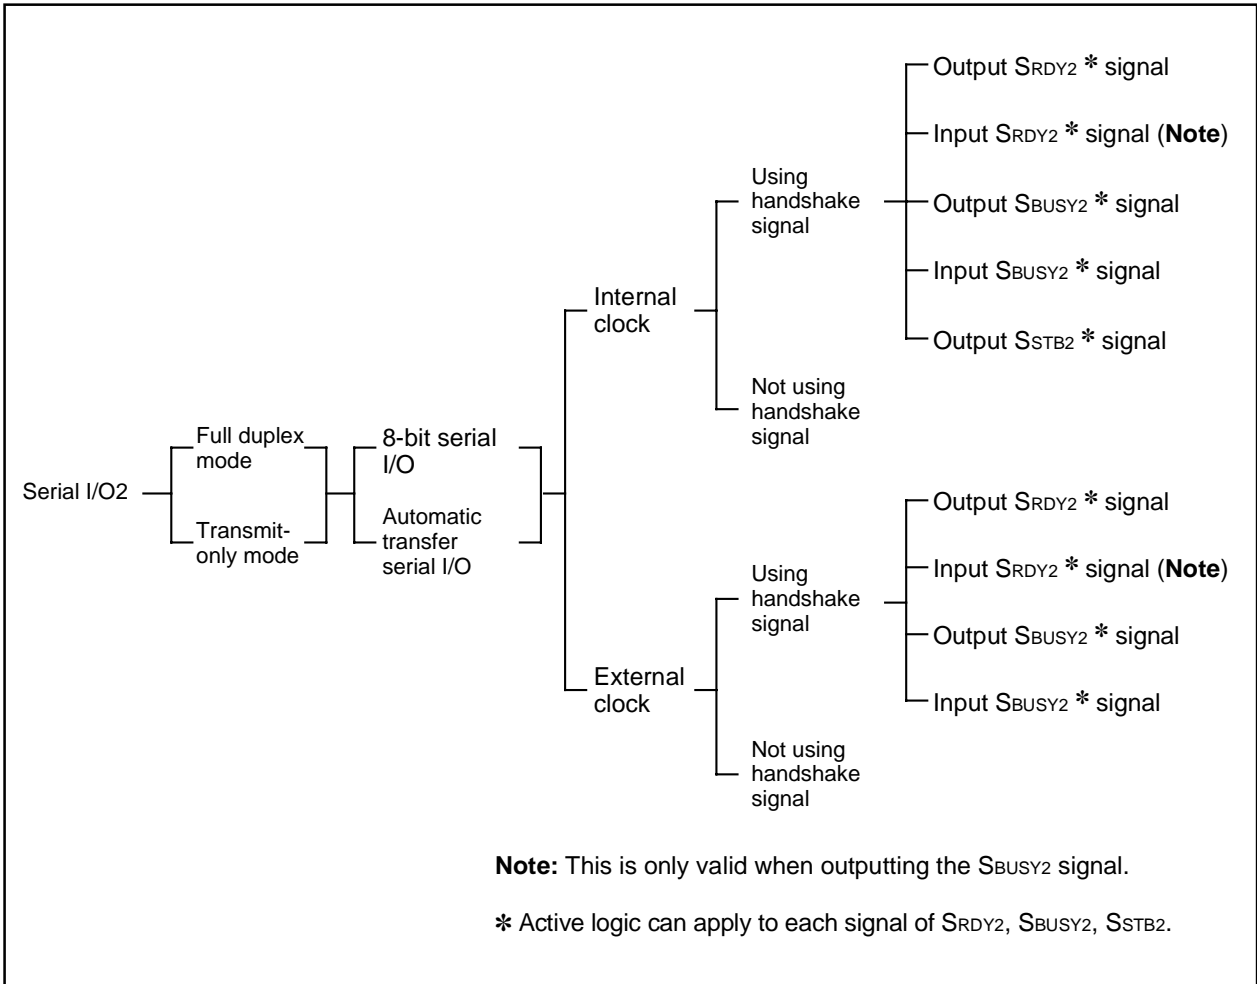 Serial I/O2
Full duplex
mode
Transmit-
only mode
8-bit serial
I/O
Automatic
transfer
serial I/O
Internal
clock
Using
handshake
signal
Output SRDY2 * signal
Input SRDY2 * signal (Note)
Output SBUSY2 * signal
Input SBUSY2 * signal
Output SSTB2 * signal
Not using
handshake
signal
External
clock
Using
handshake
signal
Output SRDY2 * signal
Input SRDY2 * signal (Note)
Output SBUSY2 * signal
Input SBUSY2 * signal
Not using
handshake
signal
Note: This is only valid when outputting the SBUSY2 signal.
* Active logic can apply to each signal of SRDY2, SBUSY2, SSTB2.